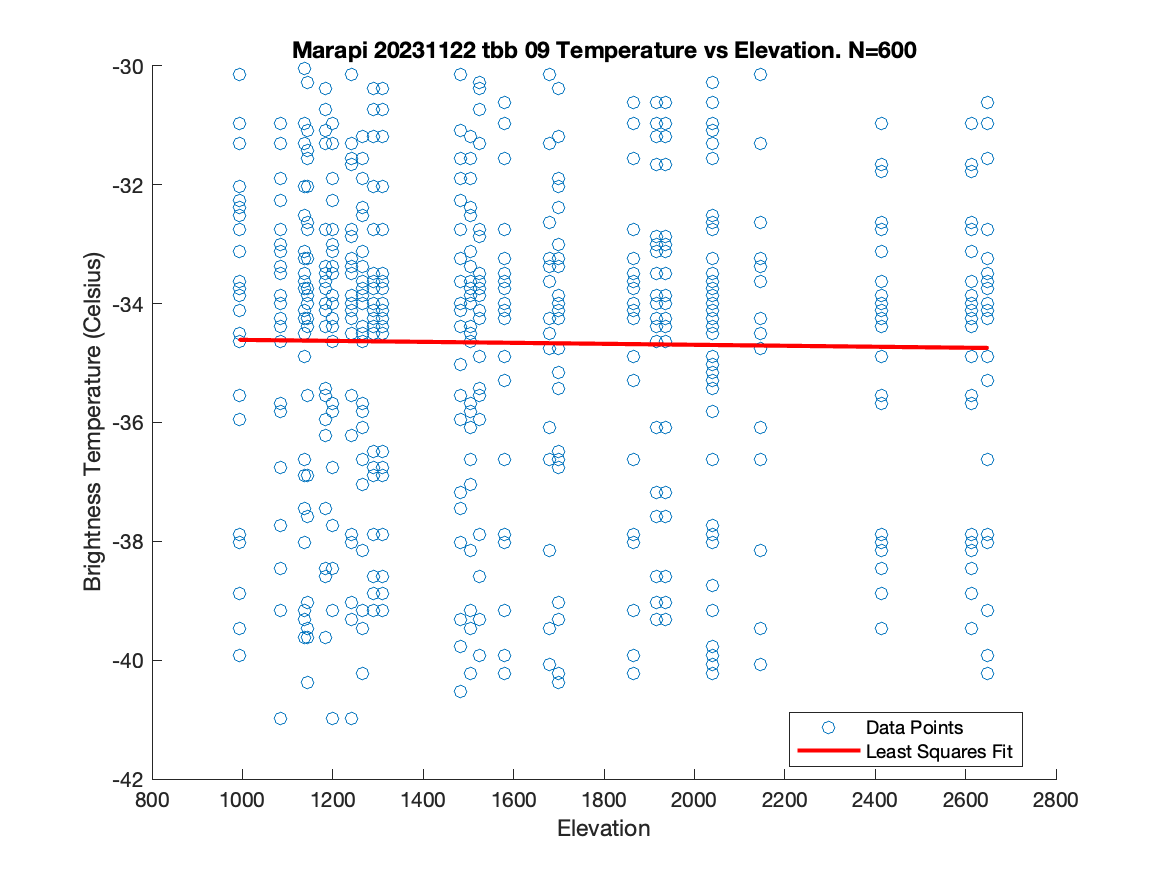 Marapi 20231122 tbb 09 Temperature vs Elevation. N=600
Brightness Temperature (Celsius)
-30
-32
-34
-36
-38
-40
-42
800 1000 1200 1400 1600 1800 2000 2200 2400 2600 2800
Elevation
Data Points
Least Squares Fit